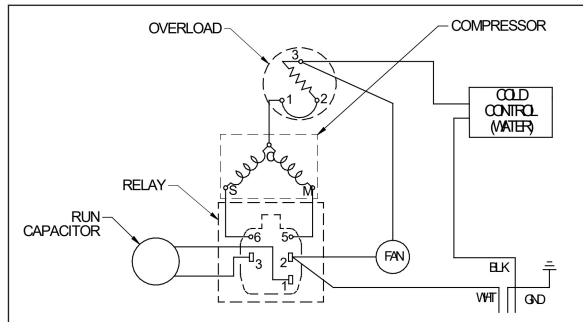 OVERLOAD
COMPRESSOR
3
1
2
COLD
CONTROL
(WATER)
C
S
M
RELAY
RUN
CAPACITOR
6
5
3
2
1
FAN
BLK
WHT
GND